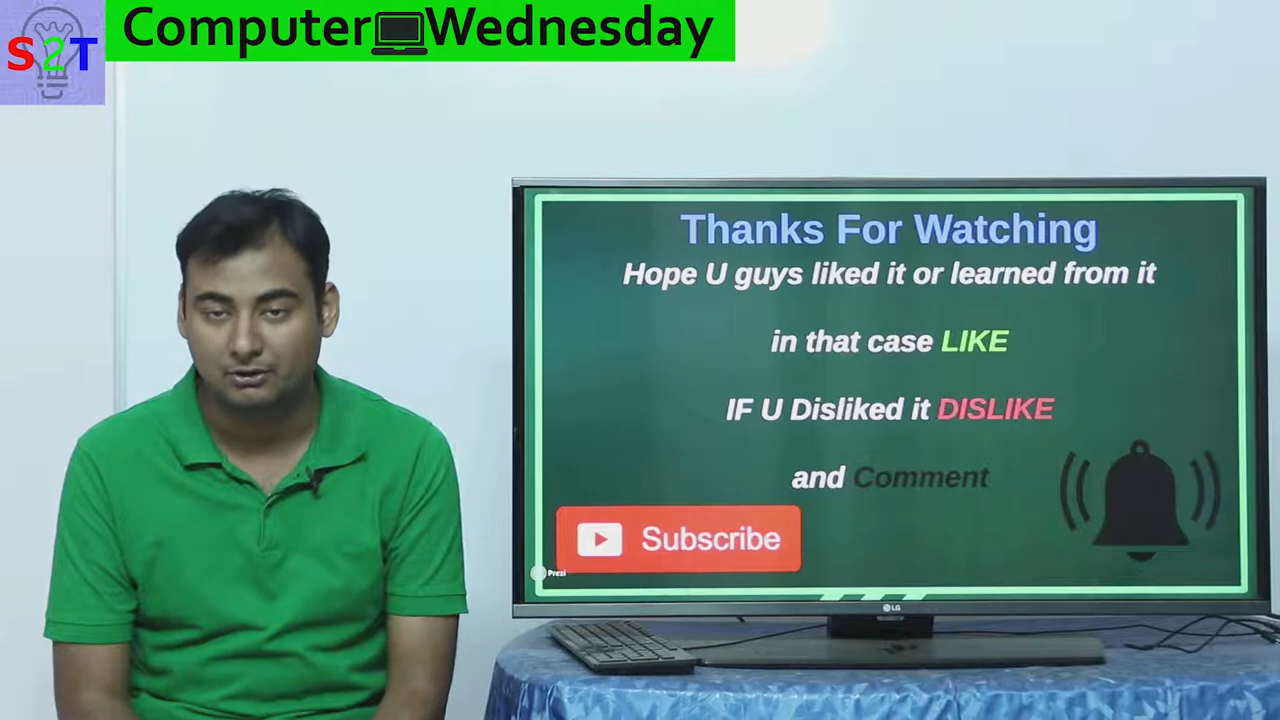 S2T
Computer Wednesday
Thanks For Watching
Hope U guys liked it or learned from it
in that case LIKE
IF U Disliked it DISLIKE
and Comment
Subscribe
Prezi
LG